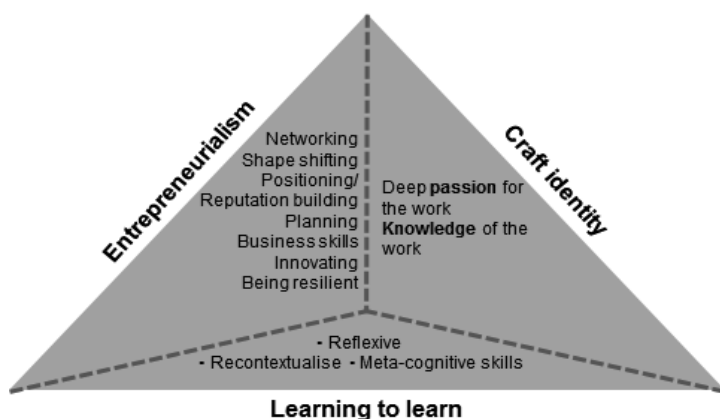 Entrepreneurialism
Networking
Shape shifting
Positioning/
Reputation building
Planning
Business skills
Innovating
Being resilient
Craft identity
Deep passion for
the work
Knowledge of the
work
- Reflexive
- Recontextualise - Meta-cognitive skills
Learning to learn